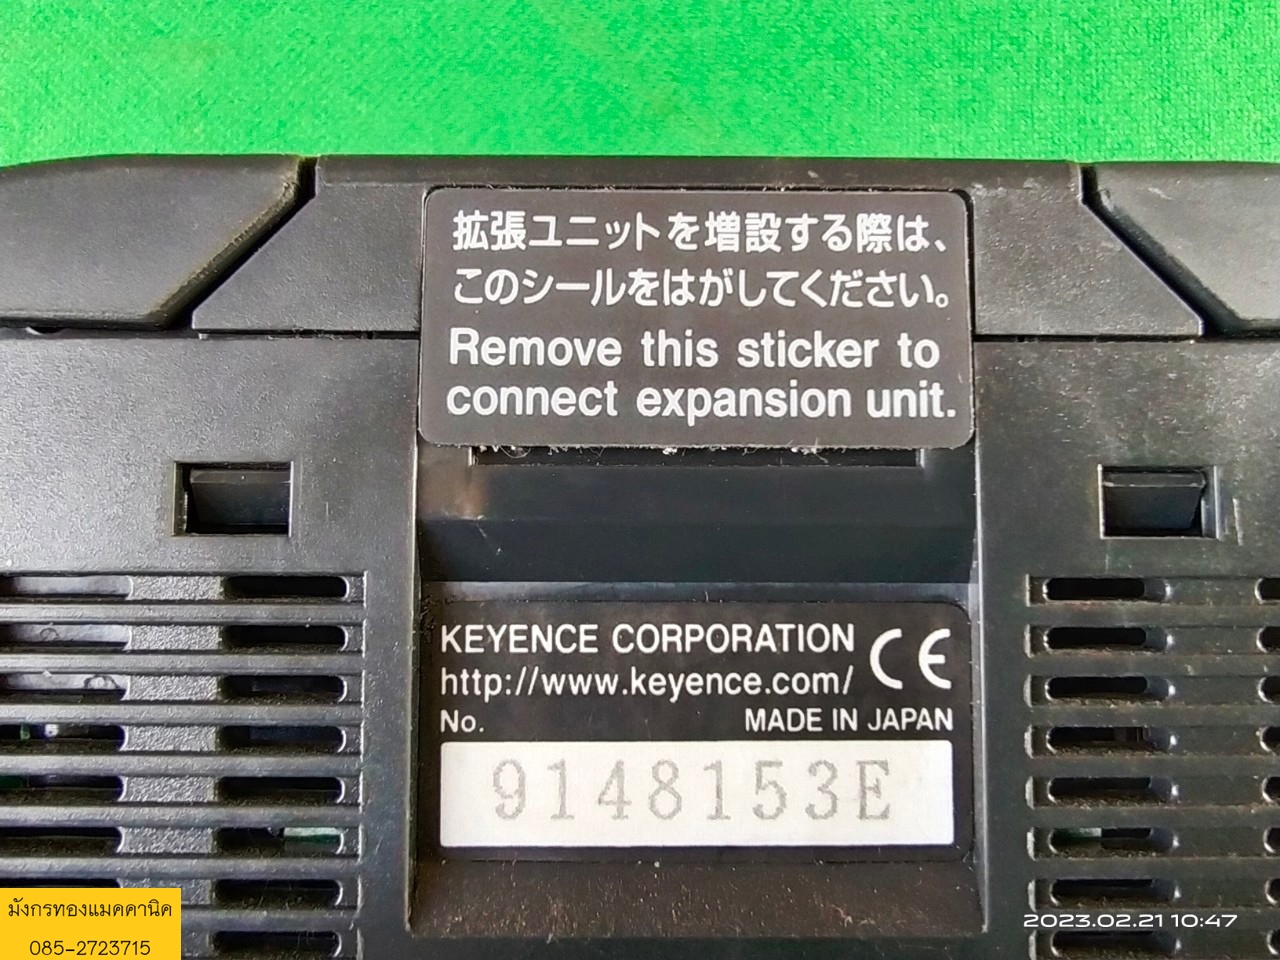 拡張ユニットを増設する際は、
このシールをはがしてください。
Remove this sticker to
connect expansion unit.
KEYENCE CORPORATION CE
http://www.keyence.com/
No. MADE IN JAPAN
9148153E
มังกรทองแมคคานิค
085-2723715
2023.02.21 10:47